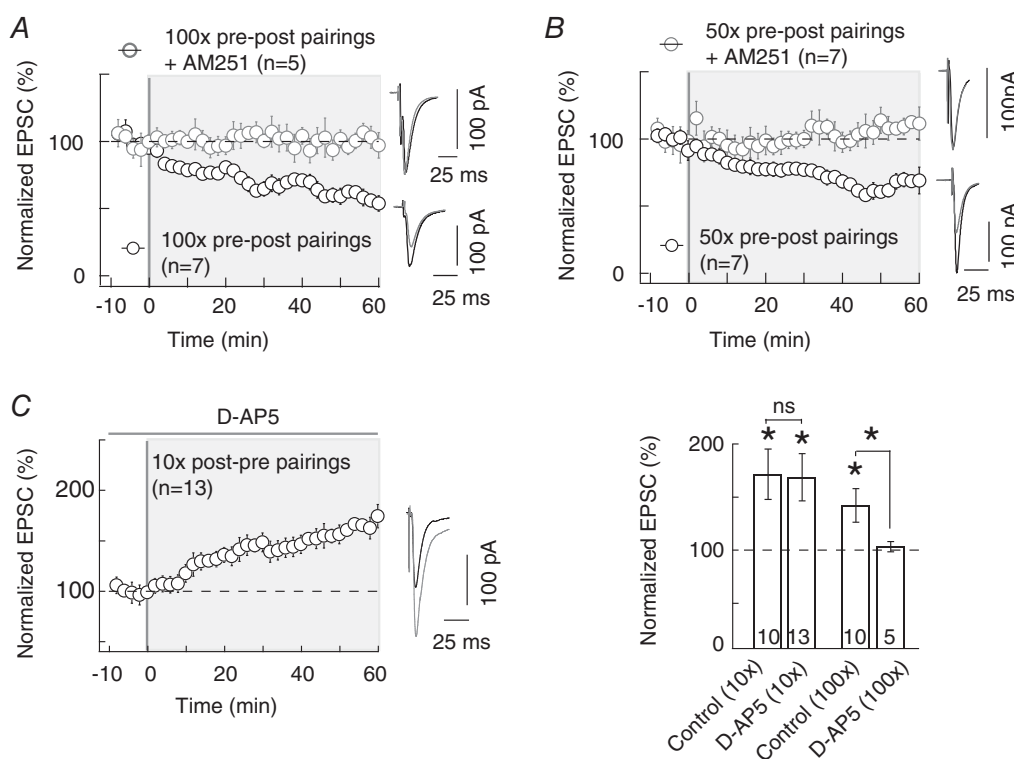 A
100x pre-post pairings
+ AM251 (n=5)
Normalized EPSC (%)
100
0
100x pre-post pairings
(n=7)
-10 0 20 40 60
Time (min)
100 pA
25 ms
100 pA
25 ms
B
50x pre-post pairings
+ AM251 (n=7)
Normalized EPSC (%)
100
0
50x pre-post pairings
(n=7)
-10 0 20 40 60
Time (min)
100pA
100 pA
25 ms
C
D-AP5
10x post-pre pairings
(n=13)
Normalized EPSC (%)
200
100
-10 0 20 40 60
Time (min)
100 pA
25 ms
ns
* * * *
Normalized EPSC (%)
200
100
0
10 13 10 5
Control (10x)
D-AP5 (10x)
Control (100x)
D-AP5 (100x)